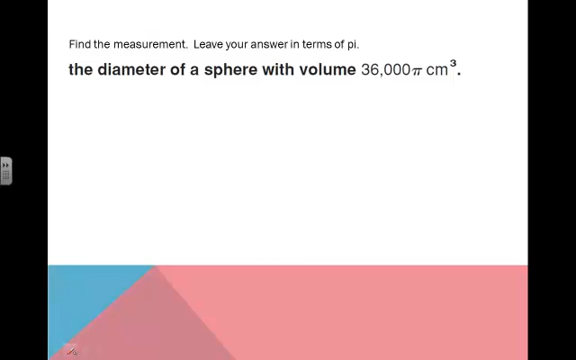 Find the measurement. Leave your answer in terms of pi.
the diameter of a sphere with volume 36,000π cm³.